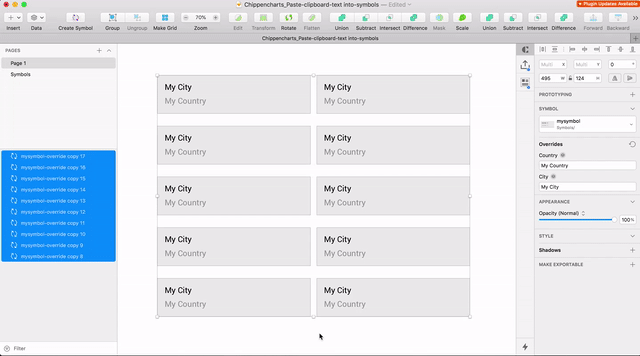 Chippencharts_Paste-clipboard-text into-symbols — Edited
Plugin Updates Available
70%
Insert
Data
Create Symbol
Group
Ungroup
Make Grid
Zoom
Edit
Transform
Rotate
Flatten
Union
Subtract
Intersect
Difference
Mask
Scale
Union
Subtract
Intersect
Difference
Forward
Backward
Chippencharts_Paste-clipboard-text into-symbols
PAGES
Page 1
Symbols
mysymbol-override copy 17
mysymbol-override copy 16
mysymbol-override copy 15
mysymbol-override copy 14
mysymbol-override copy 13
mysymbol-override copy 12
mysymbol-override copy 11
mysymbol-override copy 10
mysymbol-override copy 9
mysymbol-override copy 8
Filter
My City
My Country
My City
My Country
My City
My Country
My City
My Country
My City
My Country
My City
My Country
My City
My Country
My City
My Country
My City
My Country
My City
My Country
Multi X Multi Y 0 °
495 W 124 H
PROTOTYPING
SYMBOL
mysymbol
Symbols/
Overrides
Country
My Country
City
My City
APPEARANCE
Opacity (Normal)
100%
STYLE
Shadows
MAKE EXPORTABLE